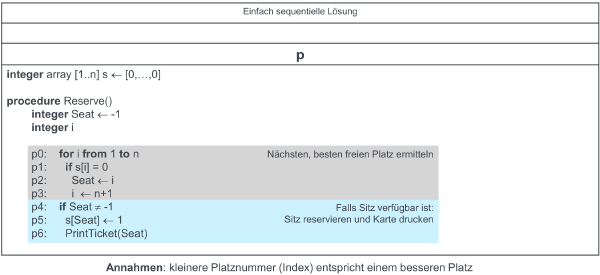 Einfach sequentielle Lösung
p
integer array [1..n] s ← [0,…,0]
procedure Reserve()
integer Seat ← -1
integer i
p0: for i from 1 to n Nächsten, besten freien Platz ermitteln
p1: if s[i] = 0
p2: Seat ← i
p3: i ← n+1
p4: if Seat ≠ -1 Falls Sitz verfügbar ist:
p5: s[Seat] ← 1 Sitz reservieren und Karte drucken
p6: PrintTicket(Seat)
Annahmen: kleinere Platznummer (Index) entspricht einem besseren Platz